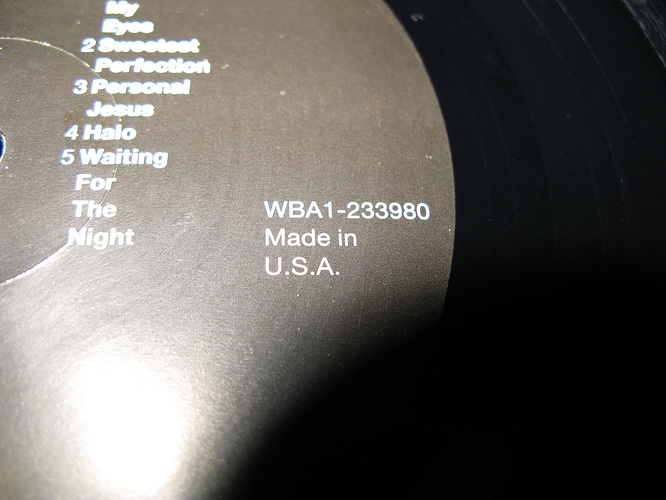 My
Eyes
2 Sweetest
Perfection
3 Personal
Jesus
4 Halo
5 Waiting
For
The
Night
WBA1-233980
Made in
U.S.A.